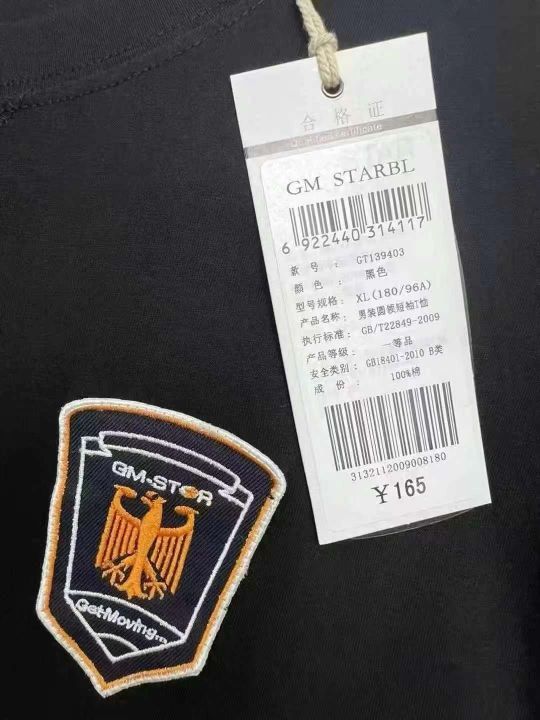 合格证
Qualified Certificate
GM STARBL
6 922440 314117
款号： GT139403
颜色： 黑色
型号规格： XL(180/96A)
产品名称： 男装圆领短袖T恤
执行标准： GB/T22849-2009
产品等级： 一等品
安全类别： GB18401-2010 B类
成份： 100%棉
3132112009008180
¥165
GM-STOR
GetMoving...